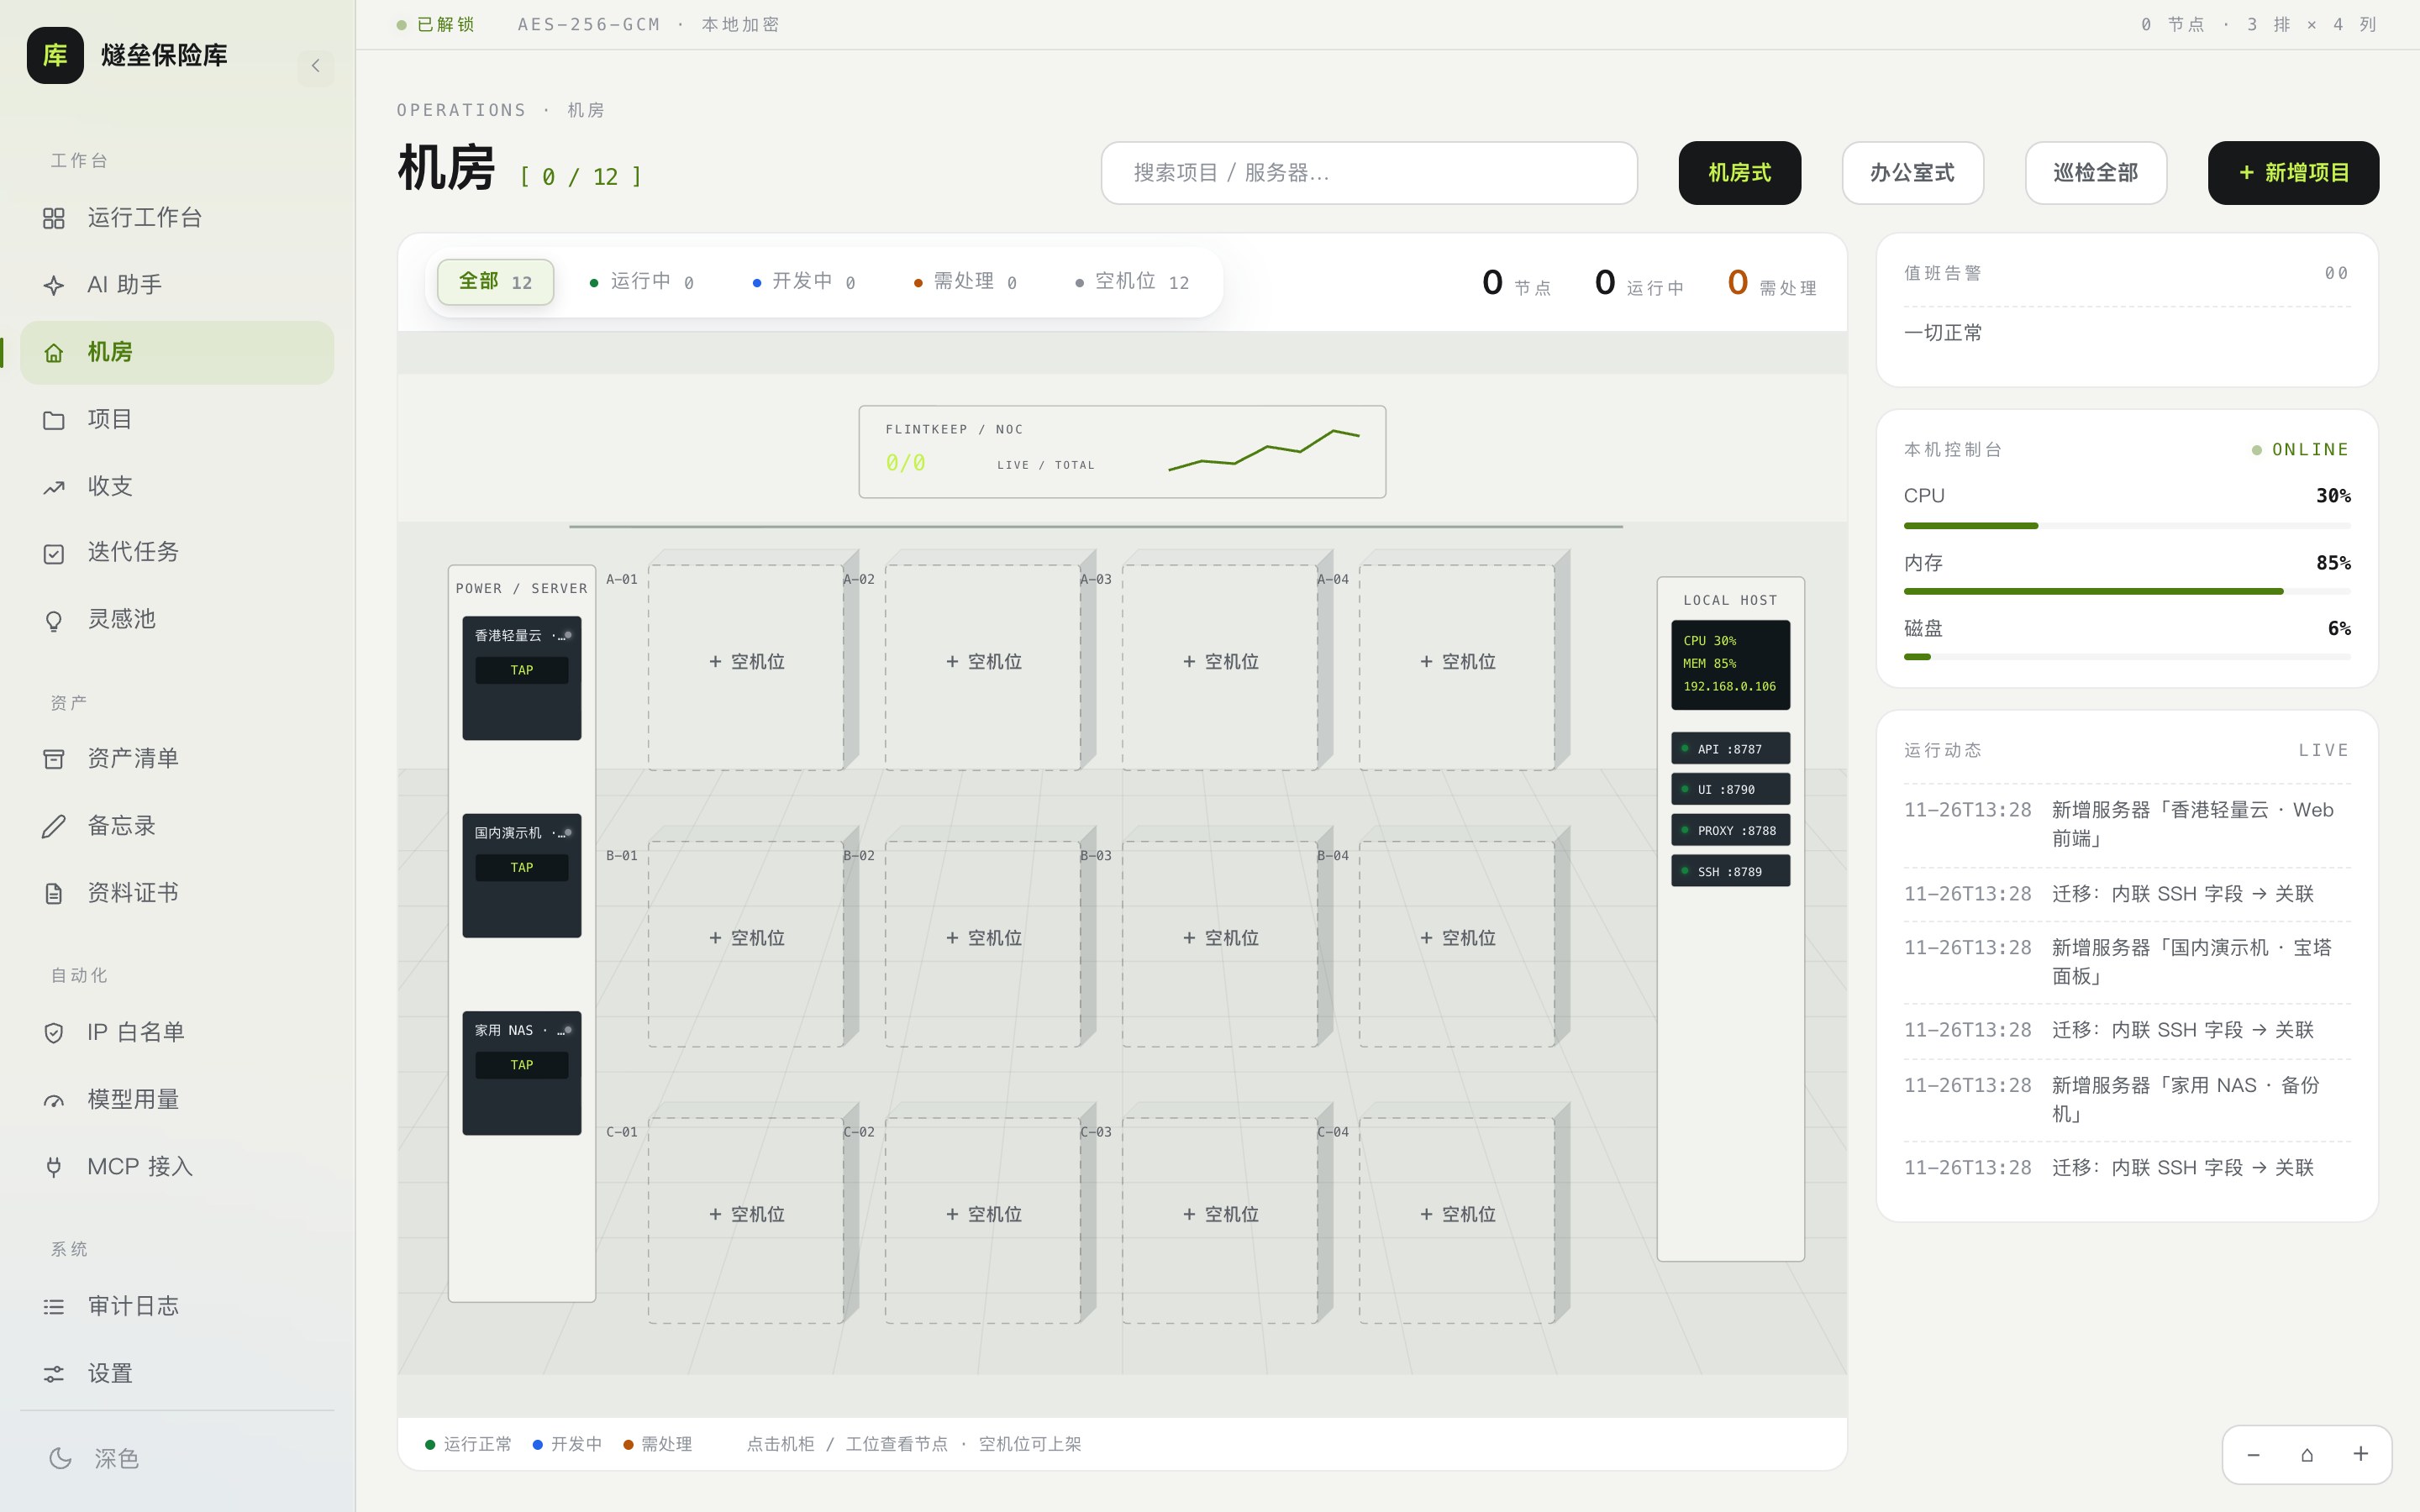 库 燧垒保险库
工作台
运行工作台
AI 助手
机房
项目
收支
迭代任务
灵感池
资产
资产清单
备忘录
资料证书
自动化
IP 白名单
模型用量
MCP 接入
系统
审计日志
设置
深色
已解锁 AES-256-GCM · 本地加密
0 节点 · 3 排 × 4 列
OPERATIONS · 机房
机房 [ 0 / 12 ]
搜索项目 / 服务器...
机房式
办公室式
巡检全部
+ 新增项目
全部 12
运行中 0
开发中 0
需处理 0
空机位 12
0 节点
0 运行中
0 需处理
FLINTKEEP / NOC
0/0 LIVE / TOTAL
POWER / SERVER
香港轻量云 ·…
TAP
国内演示机 ·…
TAP
家用 NAS · …
TAP
A-01 A-02 A-03 A-04
+ 空机位 + 空机位 + 空机位 + 空机位
B-01 B-02 B-03 B-04
+ 空机位 + 空机位 + 空机位 + 空机位
C-01 C-02 C-03 C-04
+ 空机位 + 空机位 + 空机位 + 空机位
LOCAL HOST
CPU 30%
MEM 85%
192.168.0.106
API :8787
UI :8790
PROXY :8788
SSH :8789
运行正常 开发中 需处理 点击机柜 / 工位查看节点 · 空机位可上架
值班告警 00
一切正常
本机控制台 ONLINE
CPU 30%
内存 85%
磁盘 6%
运行动态 LIVE
11-26T13:28 新增服务器「香港轻量云 · Web
前端」
11-26T13:28 迁移：内联 SSH 字段 → 关联
11-26T13:28 新增服务器「国内演示机 · 宝塔
面板」
11-26T13:28 迁移：内联 SSH 字段 → 关联
11-26T13:28 新增服务器「家用 NAS · 备份
机」
11-26T13:28 迁移：内联 SSH 字段 → 关联
− ⌂ +